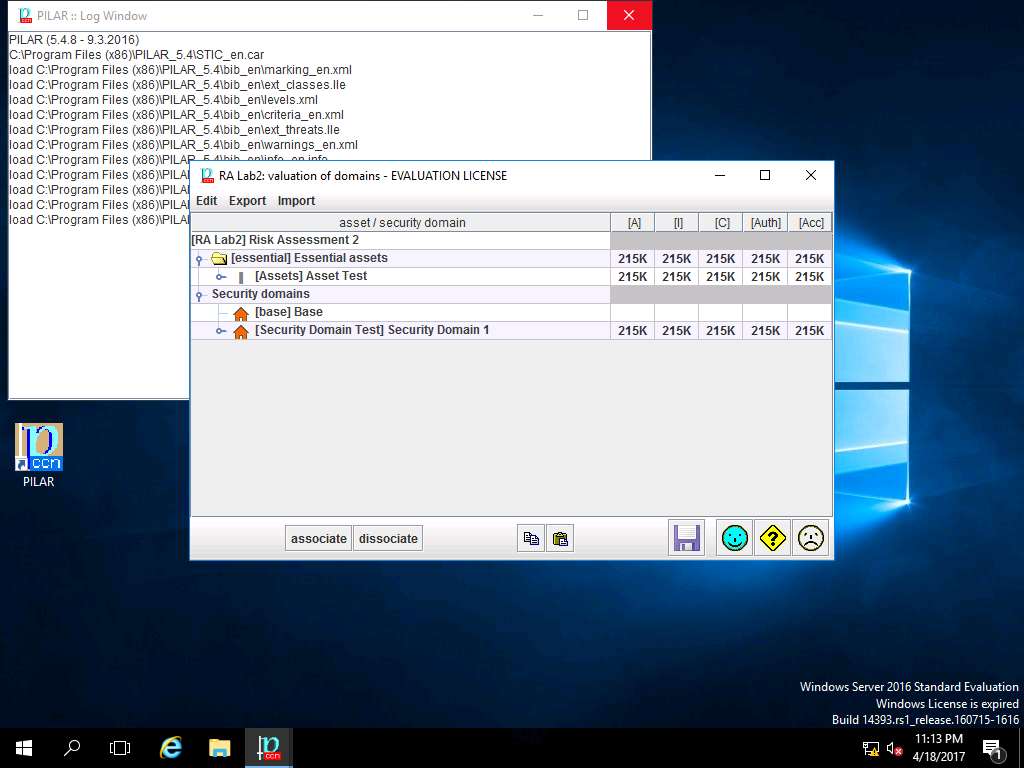 PILAR :: Log Window
PILAR (5.4.8 - 9.3.2016)
C:\Program Files (x86)\PILAR_5.4\STIC_en.car
load C:\Program Files (x86)\PILAR_5.4\bib_en\marking_en.xml
load C:\Program Files (x86)\PILAR_5.4\bib_en\ext_classes.lle
load C:\Program Files (x86)\PILAR_5.4\bib_en\levels.xml
load C:\Program Files (x86)\PILAR_5.4\bib_en\criteria_en.xml
load C:\Program Files (x86)\PILAR_5.4\bib_en\ext_threats.lle
load C:\Program Files (x86)\PILAR_5.4\bib_en\warnings_en.xml
load C:\Program Files (x86)\PILAR_5.4\bib_en\info_en.info
load C:\Program Files (x86)\PILA
load C:\Program Files (x86)\PILA
load C:\Program Files (x86)\PILA
load C:\Program Files (x86)\PILA
RA Lab2: valuation of domains - EVALUATION LICENSE
Edit Export Import
asset / security domain [A] [I] [C] [Auth] [Acc]
[RA Lab2] Risk Assessment 2
[essential] Essential assets 215K 215K 215K 215K 215K
[Assets] Asset Test 215K 215K 215K 215K 215K
Security domains
[base] Base
[Security Domain Test] Security Domain 1 215K 215K 215K 215K 215K
associate dissociate
?
ccn
PILAR
Windows Server 2016 Standard Evaluation
Windows License is expired
Build 14393.rs1_release.160715-1616
ccn
11:13 PM
4/18/2017
1